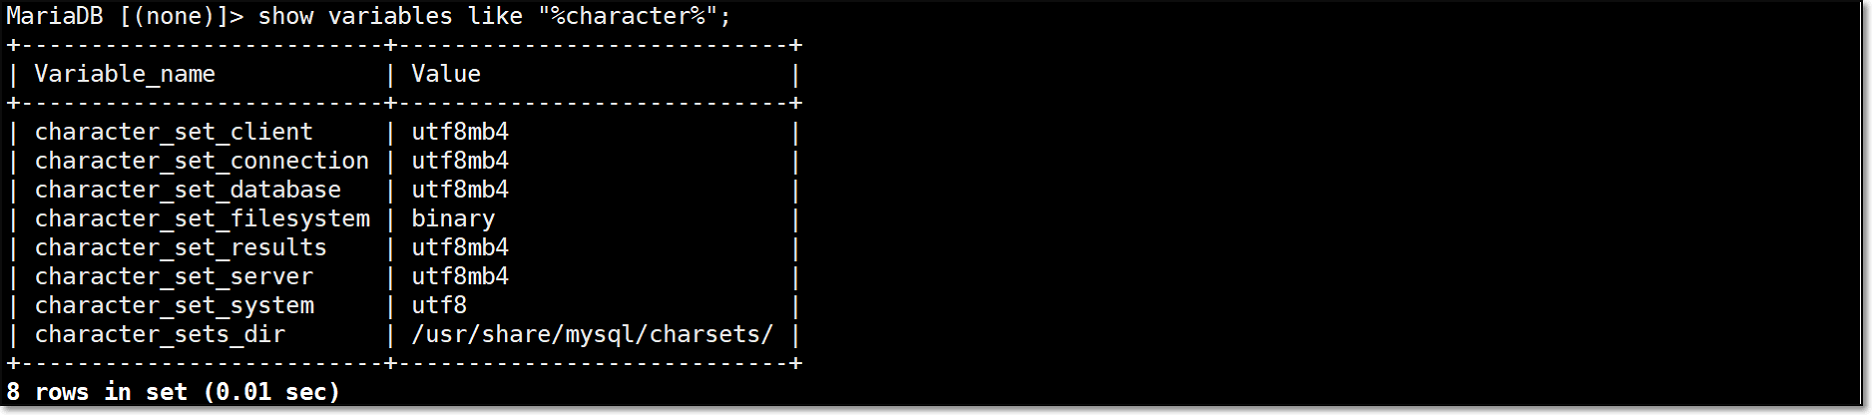 MariaDB [(none)]> show variables like "%character%";
+--------------------------+----------------------------+
| Variable_name            | Value                      |
+--------------------------+----------------------------+
| character_set_client     | utf8mb4                    |
| character_set_connection | utf8mb4                    |
| character_set_database   | utf8mb4                    |
| character_set_filesystem | binary                     |
| character_set_results    | utf8mb4                    |
| character_set_server     | utf8mb4                    |
| character_set_system     | utf8                       |
| character_sets_dir       | /usr/share/mysql/charsets/ |
+--------------------------+----------------------------+
8 rows in set (0.01 sec)